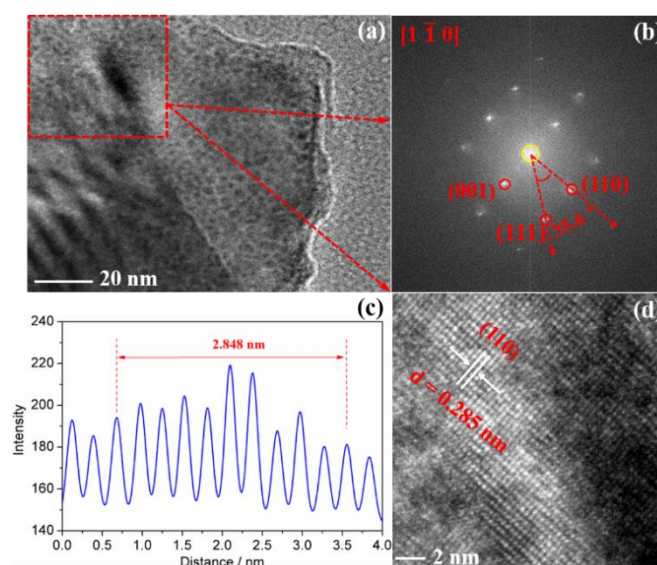 (a)
20 nm
[1 1̄ 0]
(b)
(001)
(110)
(111)
35.6 °
(c)
240
220
200
180
160
140
Intensity
2.848 nm
0.0 0.5 1.0 1.5 2.0 2.5 3.0 3.5 4.0
Distance / nm
(d)
(110)
d = 0.285 nm
2 nm